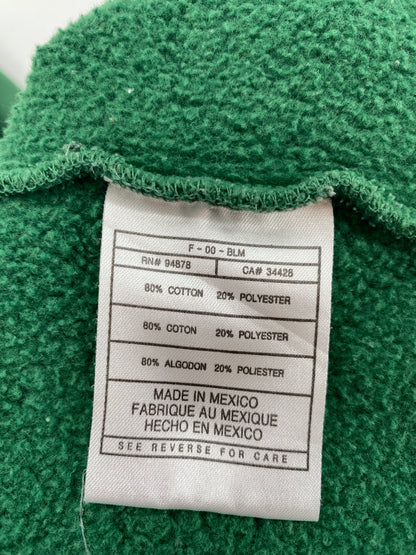 F - 00 - BLM
RN# 94878 CA# 34428
80% COTTON 20% POLYESTER
80% COTON 20% POLYESTER
80% ALGODON 20% POLIESTER
MADE IN MEXICO
FABRIQUE AU MEXIQUE
HECHO EN MEXICO
SEE REVERSE FOR CARE